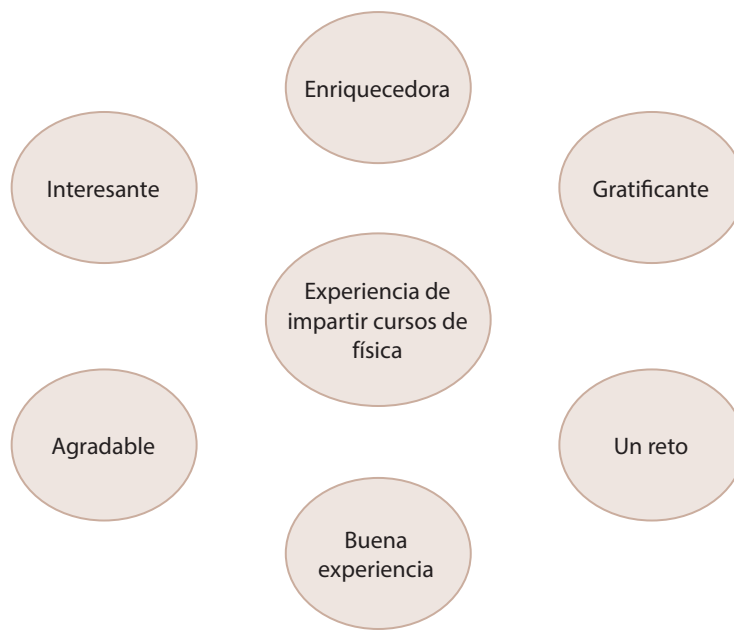 Enriquecedora
Interesante
Gratificante
Experiencia de
impartir cursos de
física
Agradable
Un reto
Buena
experiencia